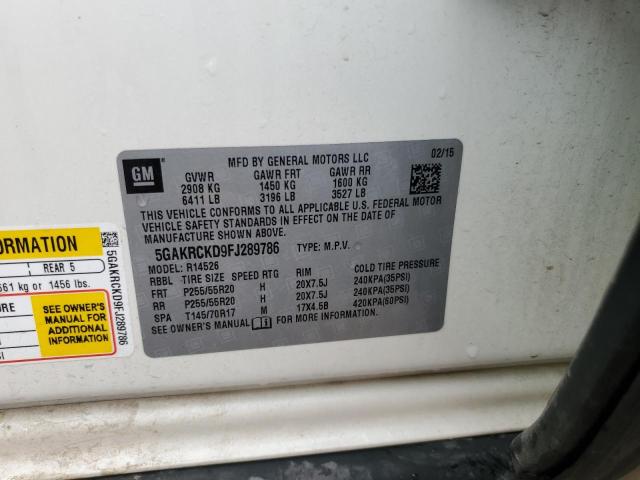 GM
MFD BY GENERAL MOTORS LLC
02/15
GVWR GAWR FRT GAWR RR
2908 KG 1450 KG 1600 KG
6411 LB 3196 LB 3527 LB
THIS VEHICLE CONFORMS TO ALL APPLICABLE U.S. FEDERAL MOTOR
VEHICLE SAFETY STANDARDS IN EFFECT ON THE DATE OF
MANUFACTURE SHOWN ABOVE.
5GAKRCKD9FJ289786 TYPE: M.P.V.
MODEL: R14526
RBBL TIRE SIZE SPEED RTG RIM COLD TIRE PRESSURE
FRT P255/55R20 H 20X7.5J 240KPA(35PSI)
RR P255/55R20 H 20X7.5J 240KPA(35PSI)
SPA T145/70R17 M 17X4.5B 420KPA(60PSI)
SEE OWNER'S MANUAL FOR MORE INFORMATION
ORMATION
REAR 5
661 kg or 1456 lbs.
SEE OWNER'S
MANUAL FOR
ADDITIONAL
INFORMATION
5GAKRCKD9FJ289786